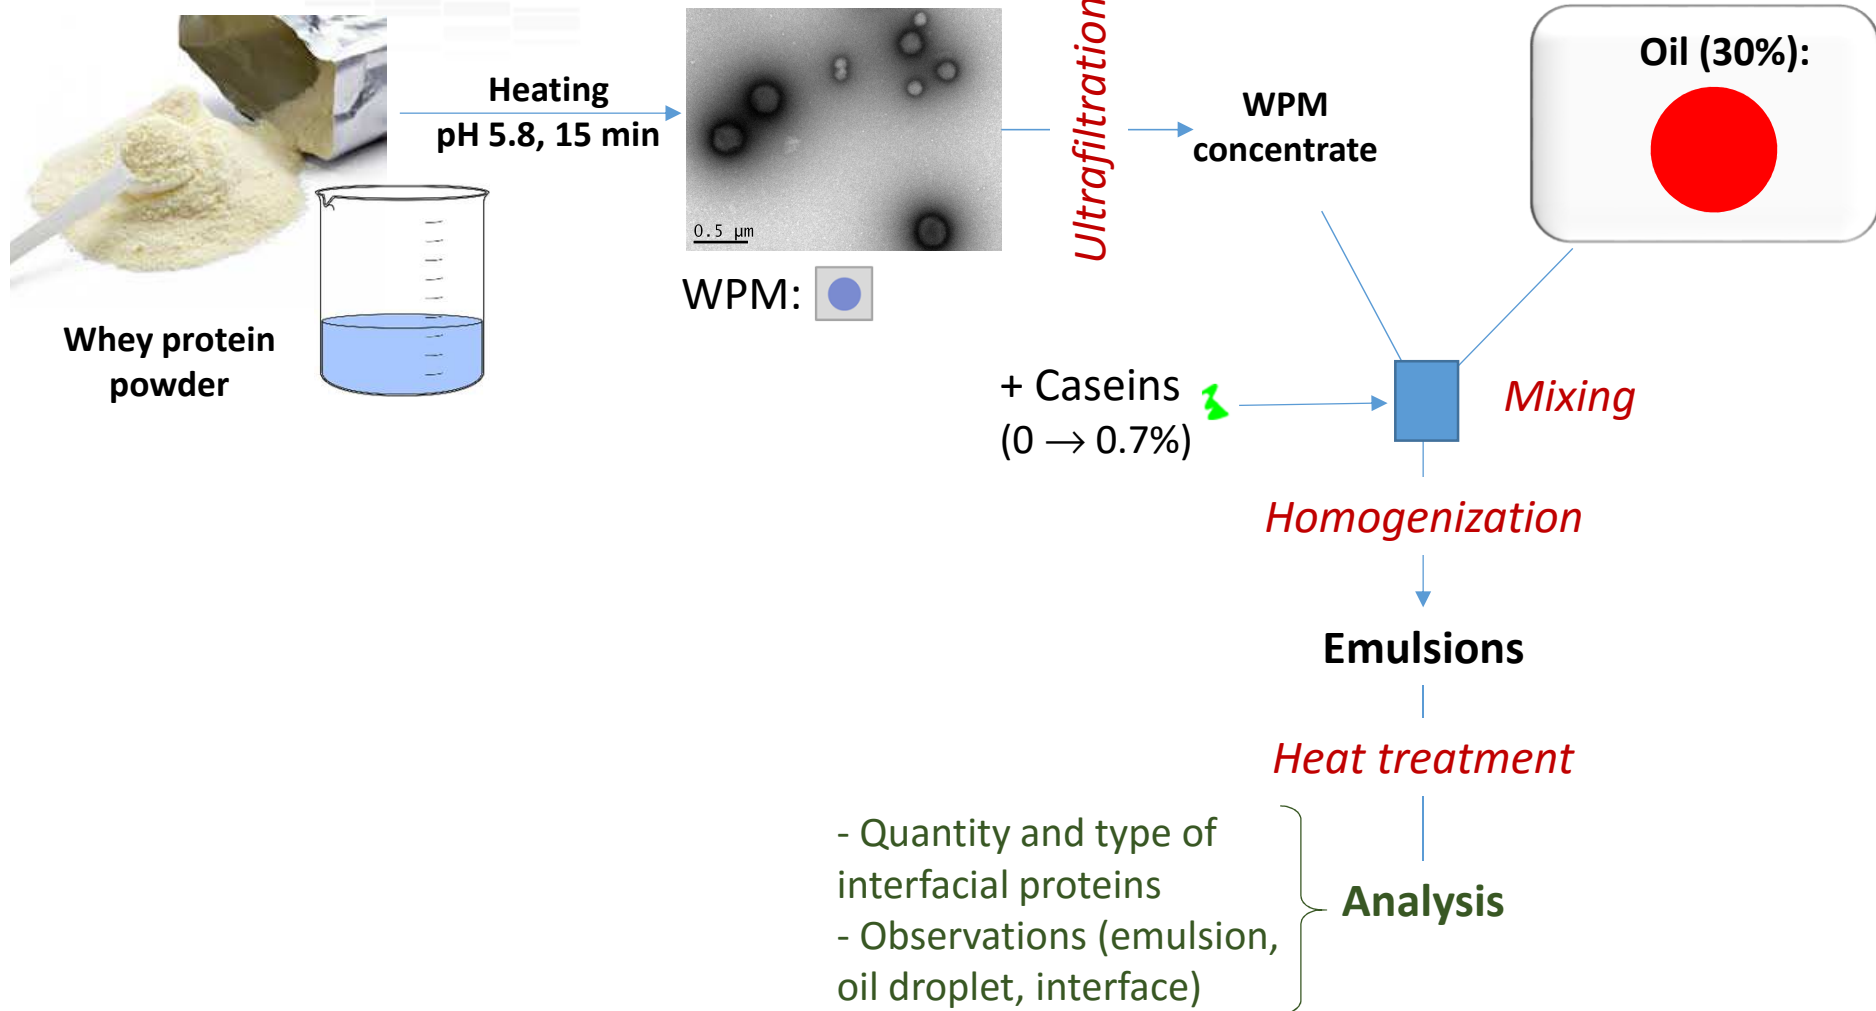 Whey protein
powder
Heating
pH 5.8, 15 min
0.5 µm
WPM:
Ultrafiltration
WPM
concentrate
Oil (30%):
+ Caseins
(0 → 0.7%)
Mixing
Homogenization
Emulsions
Heat treatment
- Quantity and type of
interfacial proteins
- Observations (emulsion,
oil droplet, interface)
Analysis